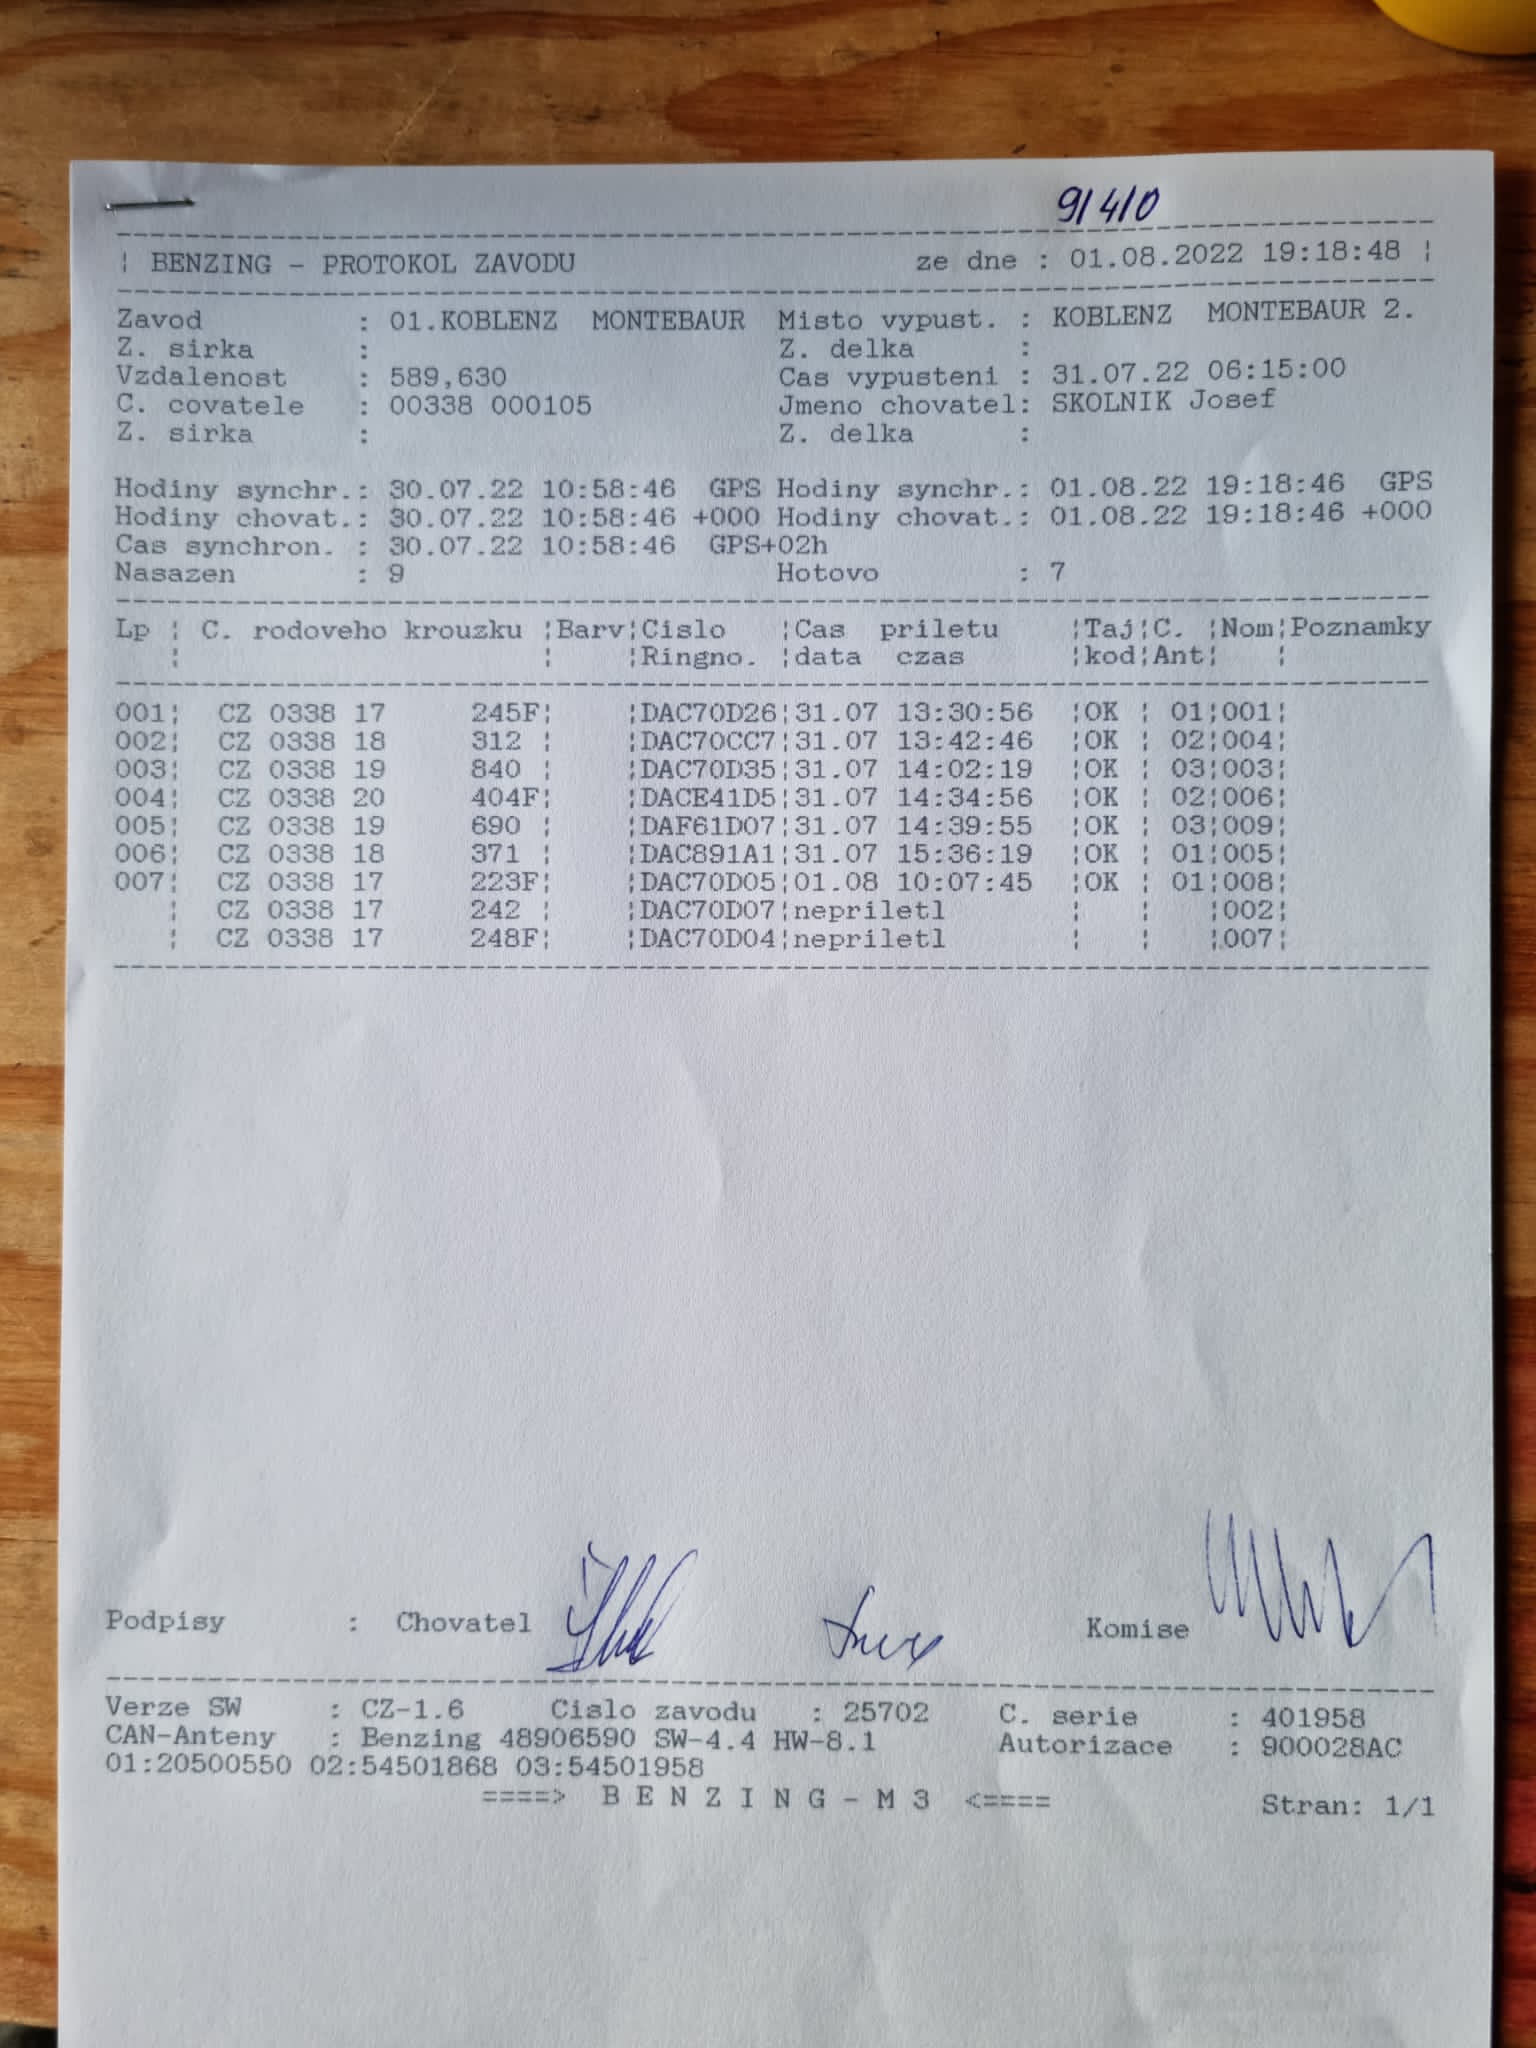 9/4/0
¦ BENZING - PROTOKOL ZAVODU ze dne : 01.08.2022 19:18:48 ¦
Zavod : 01.KOBLENZ MONTEBAUR Misto vypust. : KOBLENZ MONTEBAUR 2.
Z. sirka : Z. delka :
Vzdalenost : 589,630 Cas vypusteni : 31.07.22 06:15:00
C. covatele : 00338 000105 Jmeno chovatel: SKOLNIK Josef
Z. sirka : Z. delka :
Hodiny synchr.: 30.07.22 10:58:46 GPS Hodiny synchr.: 01.08.22 19:18:46 GPS
Hodiny chovat.: 30.07.22 10:58:46 +000 Hodiny chovat.: 01.08.22 19:18:46 +000
Cas synchron. : 30.07.22 10:58:46 GPS+02h
Nasazen : 9 Hotovo : 7
Lp ¦ C. rodoveho krouzku ¦Barv¦Cislo ¦Cas priletu ¦Taj¦C. ¦Nom¦Poznamky
¦ ¦ ¦Ringno. ¦data czas ¦kod¦Ant¦ ¦
001¦ CZ 0338 17 245F¦ ¦DAC70D26¦31.07 13:30:56 ¦OK ¦ 01¦001¦
002¦ CZ 0338 18 312 ¦ ¦DAC70CC7¦31.07 13:42:46 ¦OK ¦ 02¦004¦
003¦ CZ 0338 19 840 ¦ ¦DAC70D35¦31.07 14:02:19 ¦OK ¦ 03¦003¦
004¦ CZ 0338 20 404F¦ ¦DACE41D5¦31.07 14:34:56 ¦OK ¦ 02¦006¦
005¦ CZ 0338 19 690 ¦ ¦DAF61D07¦31.07 14:39:55 ¦OK ¦ 03¦009¦
006¦ CZ 0338 18 371 ¦ ¦DAC891A1¦31.07 15:36:19 ¦OK ¦ 01¦005¦
007¦ CZ 0338 17 223F¦ ¦DAC70D05¦01.08 10:07:45 ¦OK ¦ 01¦008¦
¦ CZ 0338 17 242 ¦ ¦DAC70D07¦nepriletl ¦ ¦ ¦002¦
¦ CZ 0338 17 248F¦ ¦DAC70D04¦nepriletl ¦ ¦ ¦007¦
Podpisy : Chovatel Komise
Verze SW : CZ-1.6 Cislo zavodu : 25702 C. serie : 401958
CAN-Anteny : Benzing 48906590 SW-4.4 HW-8.1 Autorizace : 900028AC
01:20500550 02:54501868 03:54501958
====> B E N Z I N G - M 3 <==== Stran: 1/1